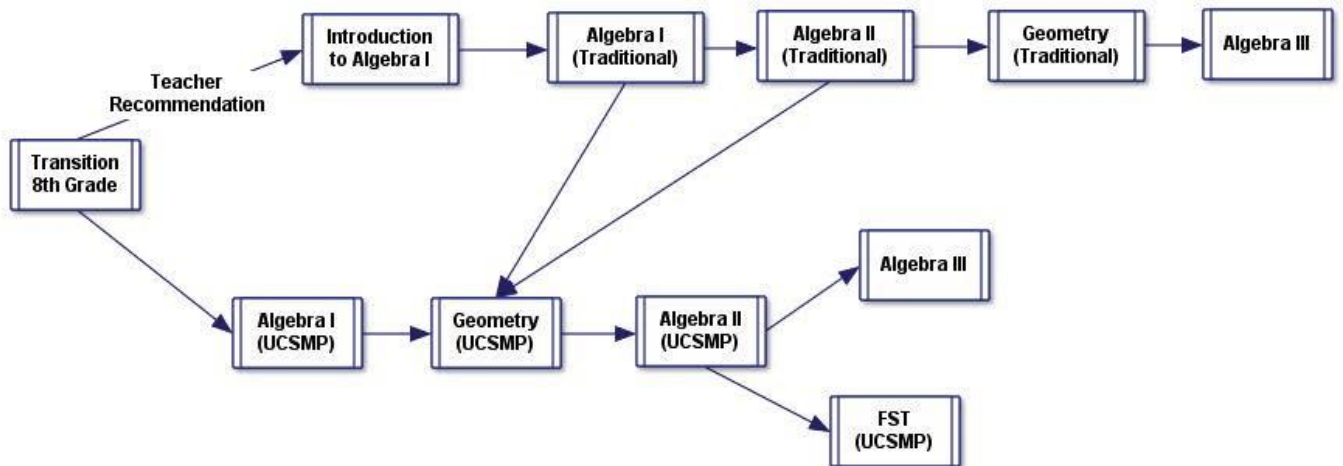 Introduction
to Algebra I
Algebra I
(Traditional)
Algebra II
(Traditional)
Geometry
(Traditional)
Algebra III
Teacher
Recommendation
Transition
8th Grade
Algebra III
Algebra I
(UCSMP)
Geometry
(UCSMP)
Algebra II
(UCSMP)
FST
(UCSMP)